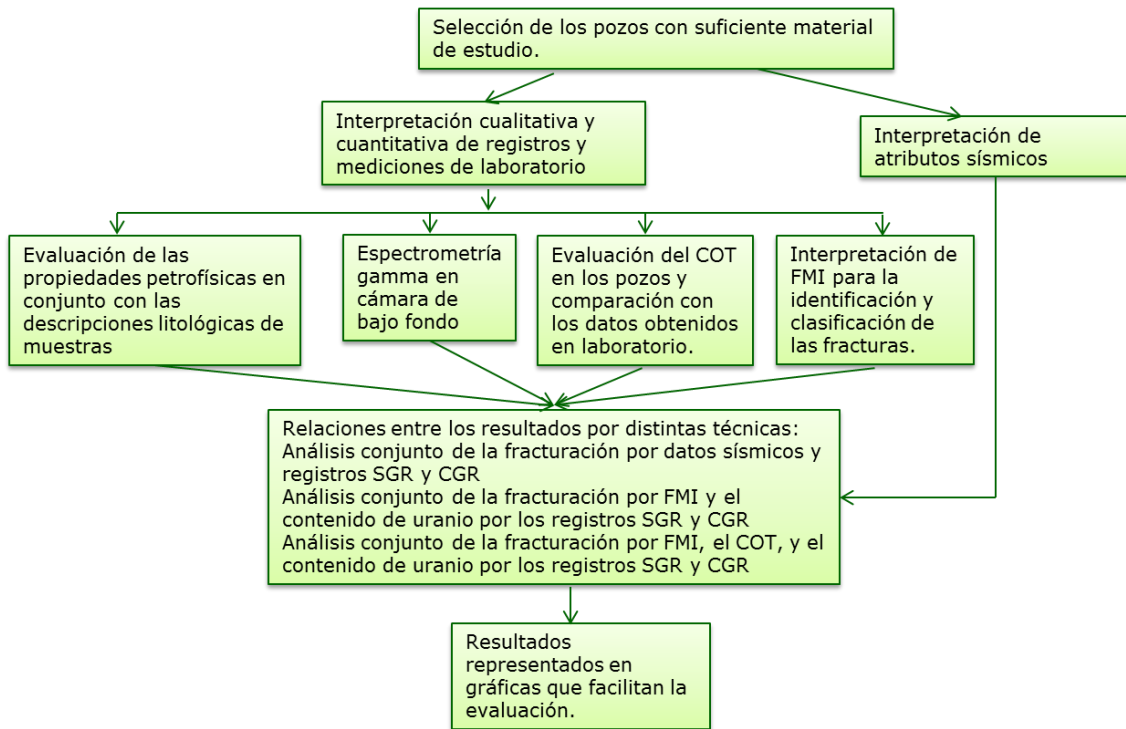 Selección de los pozos con suficiente material
de estudio.
Interpretación cualitativa y
cuantitativa de registros y
mediciones de laboratorio
Interpretación de
atributos sísmicos
Evaluación de las
propiedades petrofísicas en
conjunto con las
descripciones litológicas de
muestras
Espectrometría
gamma en
cámara de
bajo fondo
Evaluación del COT
en los pozos y
comparación con
los datos obtenidos
en laboratorio.
Interpretación de
FMI para la
identificación y
clasificación de
las fracturas.
Relaciones entre los resultados por distintas técnicas:
Análisis conjunto de la fracturación por datos sísmicos y
registros SGR y CGR
Análisis conjunto de la fracturación por FMI y el
contenido de uranio por los registros SGR y CGR
Análisis conjunto de la fracturación por FMI, el COT, y el
contenido de uranio por los registros SGR y CGR
Resultados
representados en
gráficas que facilitan la
evaluación.